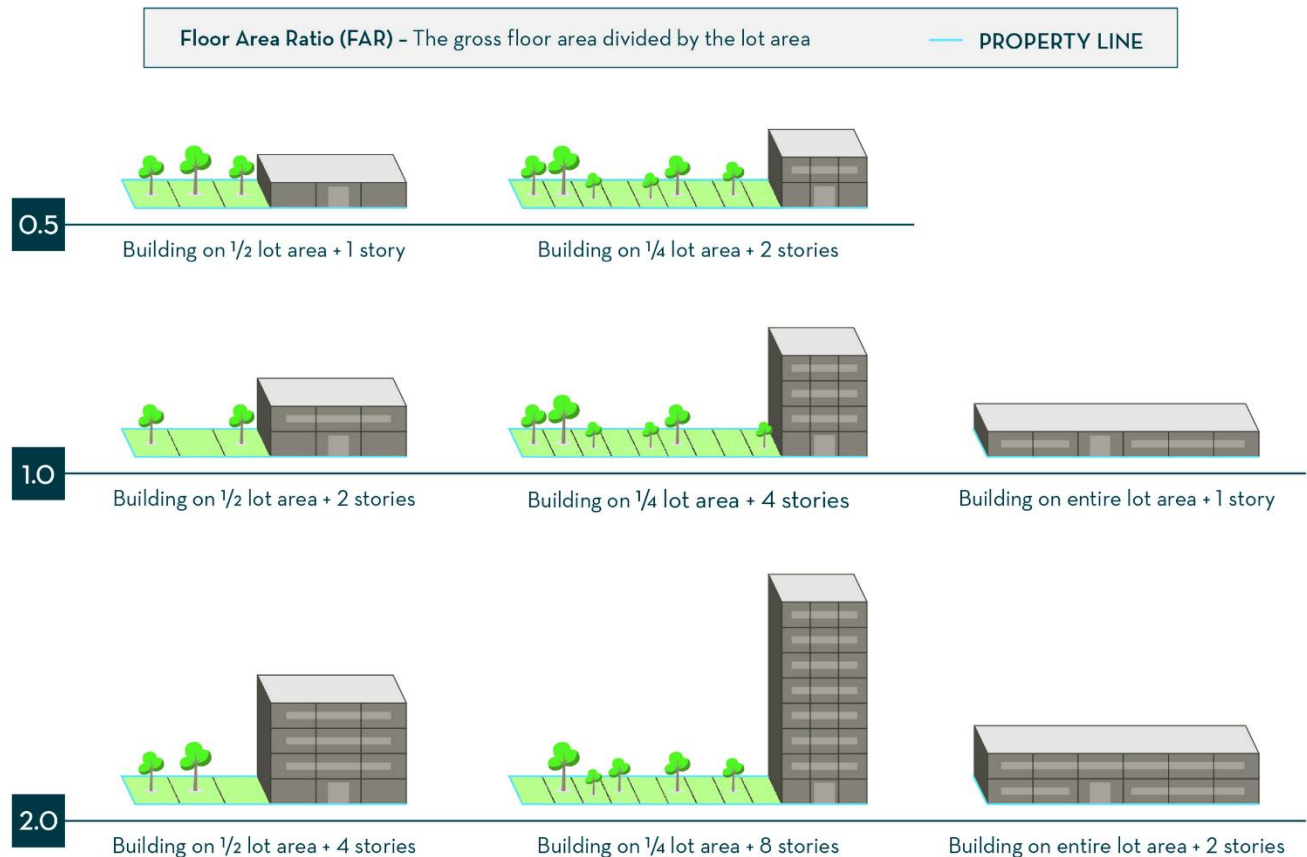 Floor Area Ratio (FAR) – The gross floor area divided by the lot area
PROPERTY LINE
0.5
Building on ½ lot area + 1 story
Building on ¼ lot area + 2 stories
1.0
Building on ½ lot area + 2 stories
Building on ¼ lot area + 4 stories
Building on entire lot area + 1 story
2.0
Building on ½ lot area + 4 stories
Building on ¼ lot area + 8 stories
Building on entire lot area + 2 stories